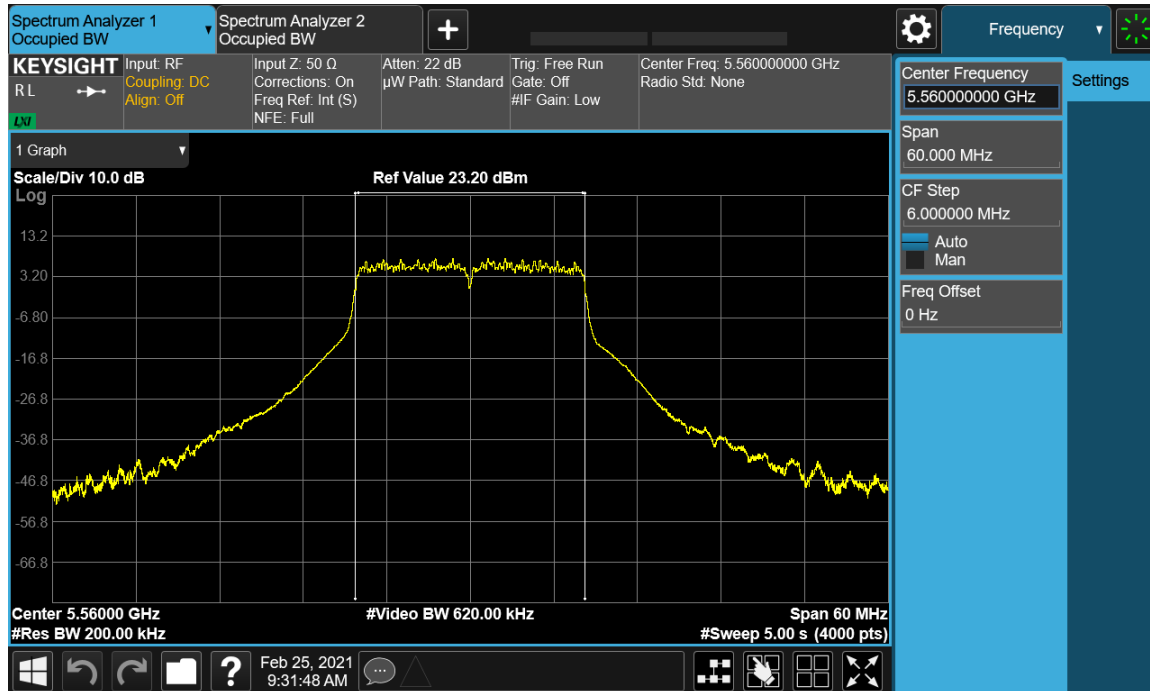 Spectrum Analyzer 1
Occupied BW
Spectrum Analyzer 2
Occupied BW
Frequency
KEYSIGHT
R L
LXI
Input: RF
Coupling: DC
Align: Off
Input Z: 50 Ω
Corrections: On
Freq Ref: Int (S)
NFE: Full
Atten: 22 dB
µW Path: Standard
Trig: Free Run
Gate: Off
#IF Gain: Low
Center Freq: 5.560000000 GHz
Radio Std: None
Center Frequency
5.560000000 GHz
Settings
Span
60.000 MHz
CF Step
6.000000 MHz
Auto
Man
Freq Offset
0 Hz
1 Graph
Scale/Div 10.0 dB
Ref Value 23.20 dBm
Log
13.2
3.20
-6.80
-16.8
-26.8
-36.8
-46.8
-56.8
-66.8
Center 5.56000 GHz
#Video BW 620.00 kHz
Span 60 MHz
#Res BW 200.00 kHz
#Sweep 5.00 s (4000 pts)
?
Feb 25, 2021
9:31:48 AM